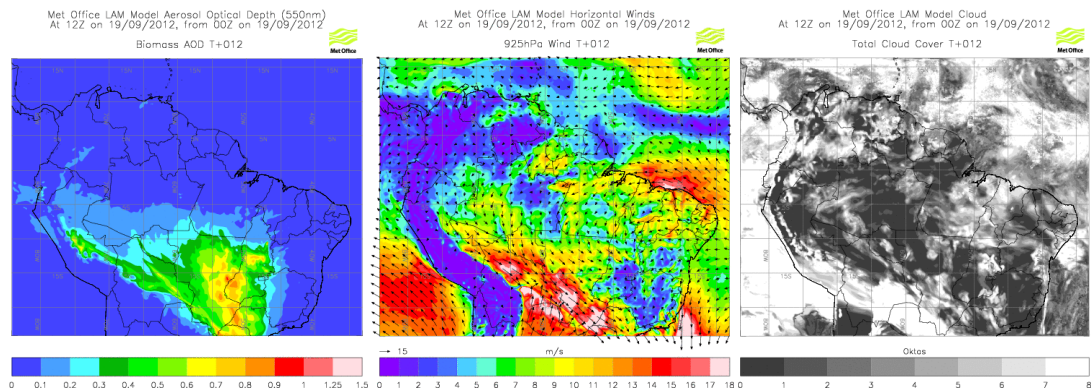 Met Office LAM Model Aerosol Optical Depth (550nm)
At 12Z on 19/09/2012, from 00Z on 19/09/2012
Biomass AOD T+012
Met Office
0 0.1 0.2 0.3 0.4 0.5 0.6 0.7 0.8 0.9 1 1.25 1.5
Met Office LAM Model Horizontal Winds
At 12Z on 19/09/2012, from 00Z on 19/09/2012
925hPa Wind T+012
Met Office
15 m/s
0 1 2 3 4 5 6 7 8 9 10 11 12 13 14 15 16 17 18
Met Office LAM Model Cloud
At 12Z on 19/09/2012, from 00Z on 19/09/2012
Total Cloud Cover T+012
Met Office
15S
Oktas
0 1 2 3 4 5 6 7